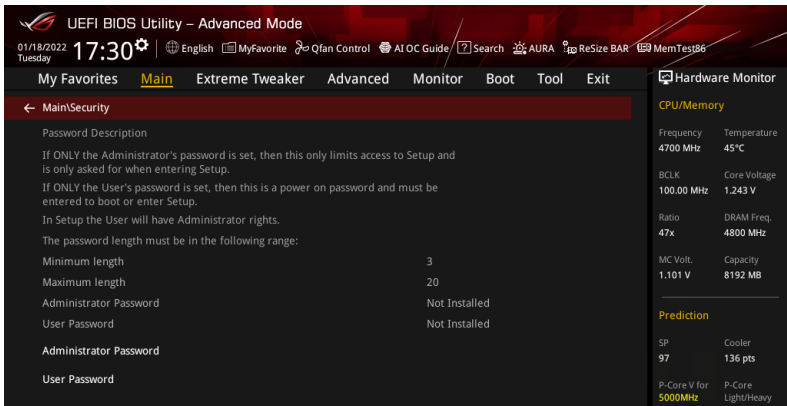 UEFI BIOS Utility – Advanced Mode
01/18/2022
Tuesday
17:30
English
MyFavorite
Qfan Control
AI OC Guide
Search
AURA
ReSize BAR
MemTest86
My Favorites Main Extreme Tweaker Advanced Monitor Boot Tool Exit
Main\Security
Password Description
If ONLY the Administrator's password is set, then this only limits access to Setup and
is only asked for when entering Setup.
If ONLY the User's password is set, then this is a power on password and must be
entered to boot or enter Setup.
In Setup the User will have Administrator rights.
The password length must be in the following range:
Minimum length 3
Maximum length 20
Administrator Password Not Installed
User Password Not Installed
Administrator Password
User Password
Hardware Monitor
CPU/Memory
Frequency Temperature
4700 MHz 45°C
BCLK Core Voltage
100.00 MHz 1.243 V
Ratio DRAM Freq.
47x 4800 MHz
MC Volt. Capacity
1.101 V 8192 MB
Prediction
SP Cooler
97 136 pts
P-Core V for P-Core
5000MHz Light/Heavy